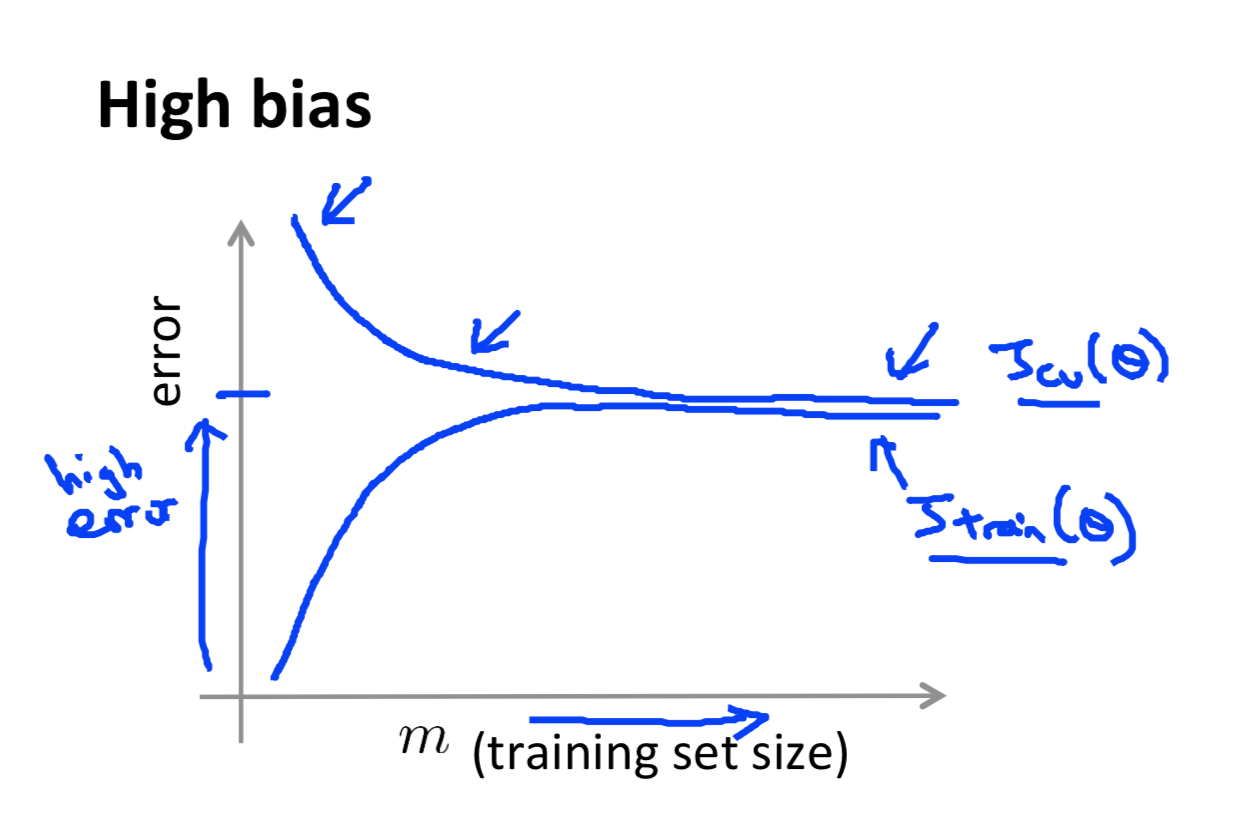 High bias
error
high
error
J_cv(θ)
J_train(θ)
m (training set size)